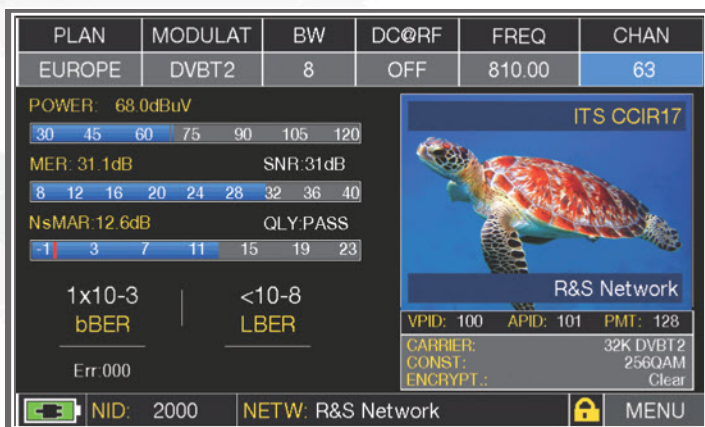 PLAN MODULAT BW DC@RF FREQ CHAN
EUROPE DVBT2 8 OFF 810.00 63
POWER: 68.0dBuV
30 45 60 75 90 105 120
MER: 31.1dB SNR:31dB
8 12 16 20 24 28 32 36 40
NsMAR:12.6dB QLY:PASS
-1 3 7 11 15 19 23
1x10-3 <10-8
bBER LBER
Err:000
ITS CCIR17
R&S Network
VPID: 100 APID: 101 PMT: 128
CARRIER: 32K DVBT2
CONST: 256QAM
ENCRYPT.: Clear
NID: 2000 NETW: R&S Network MENU